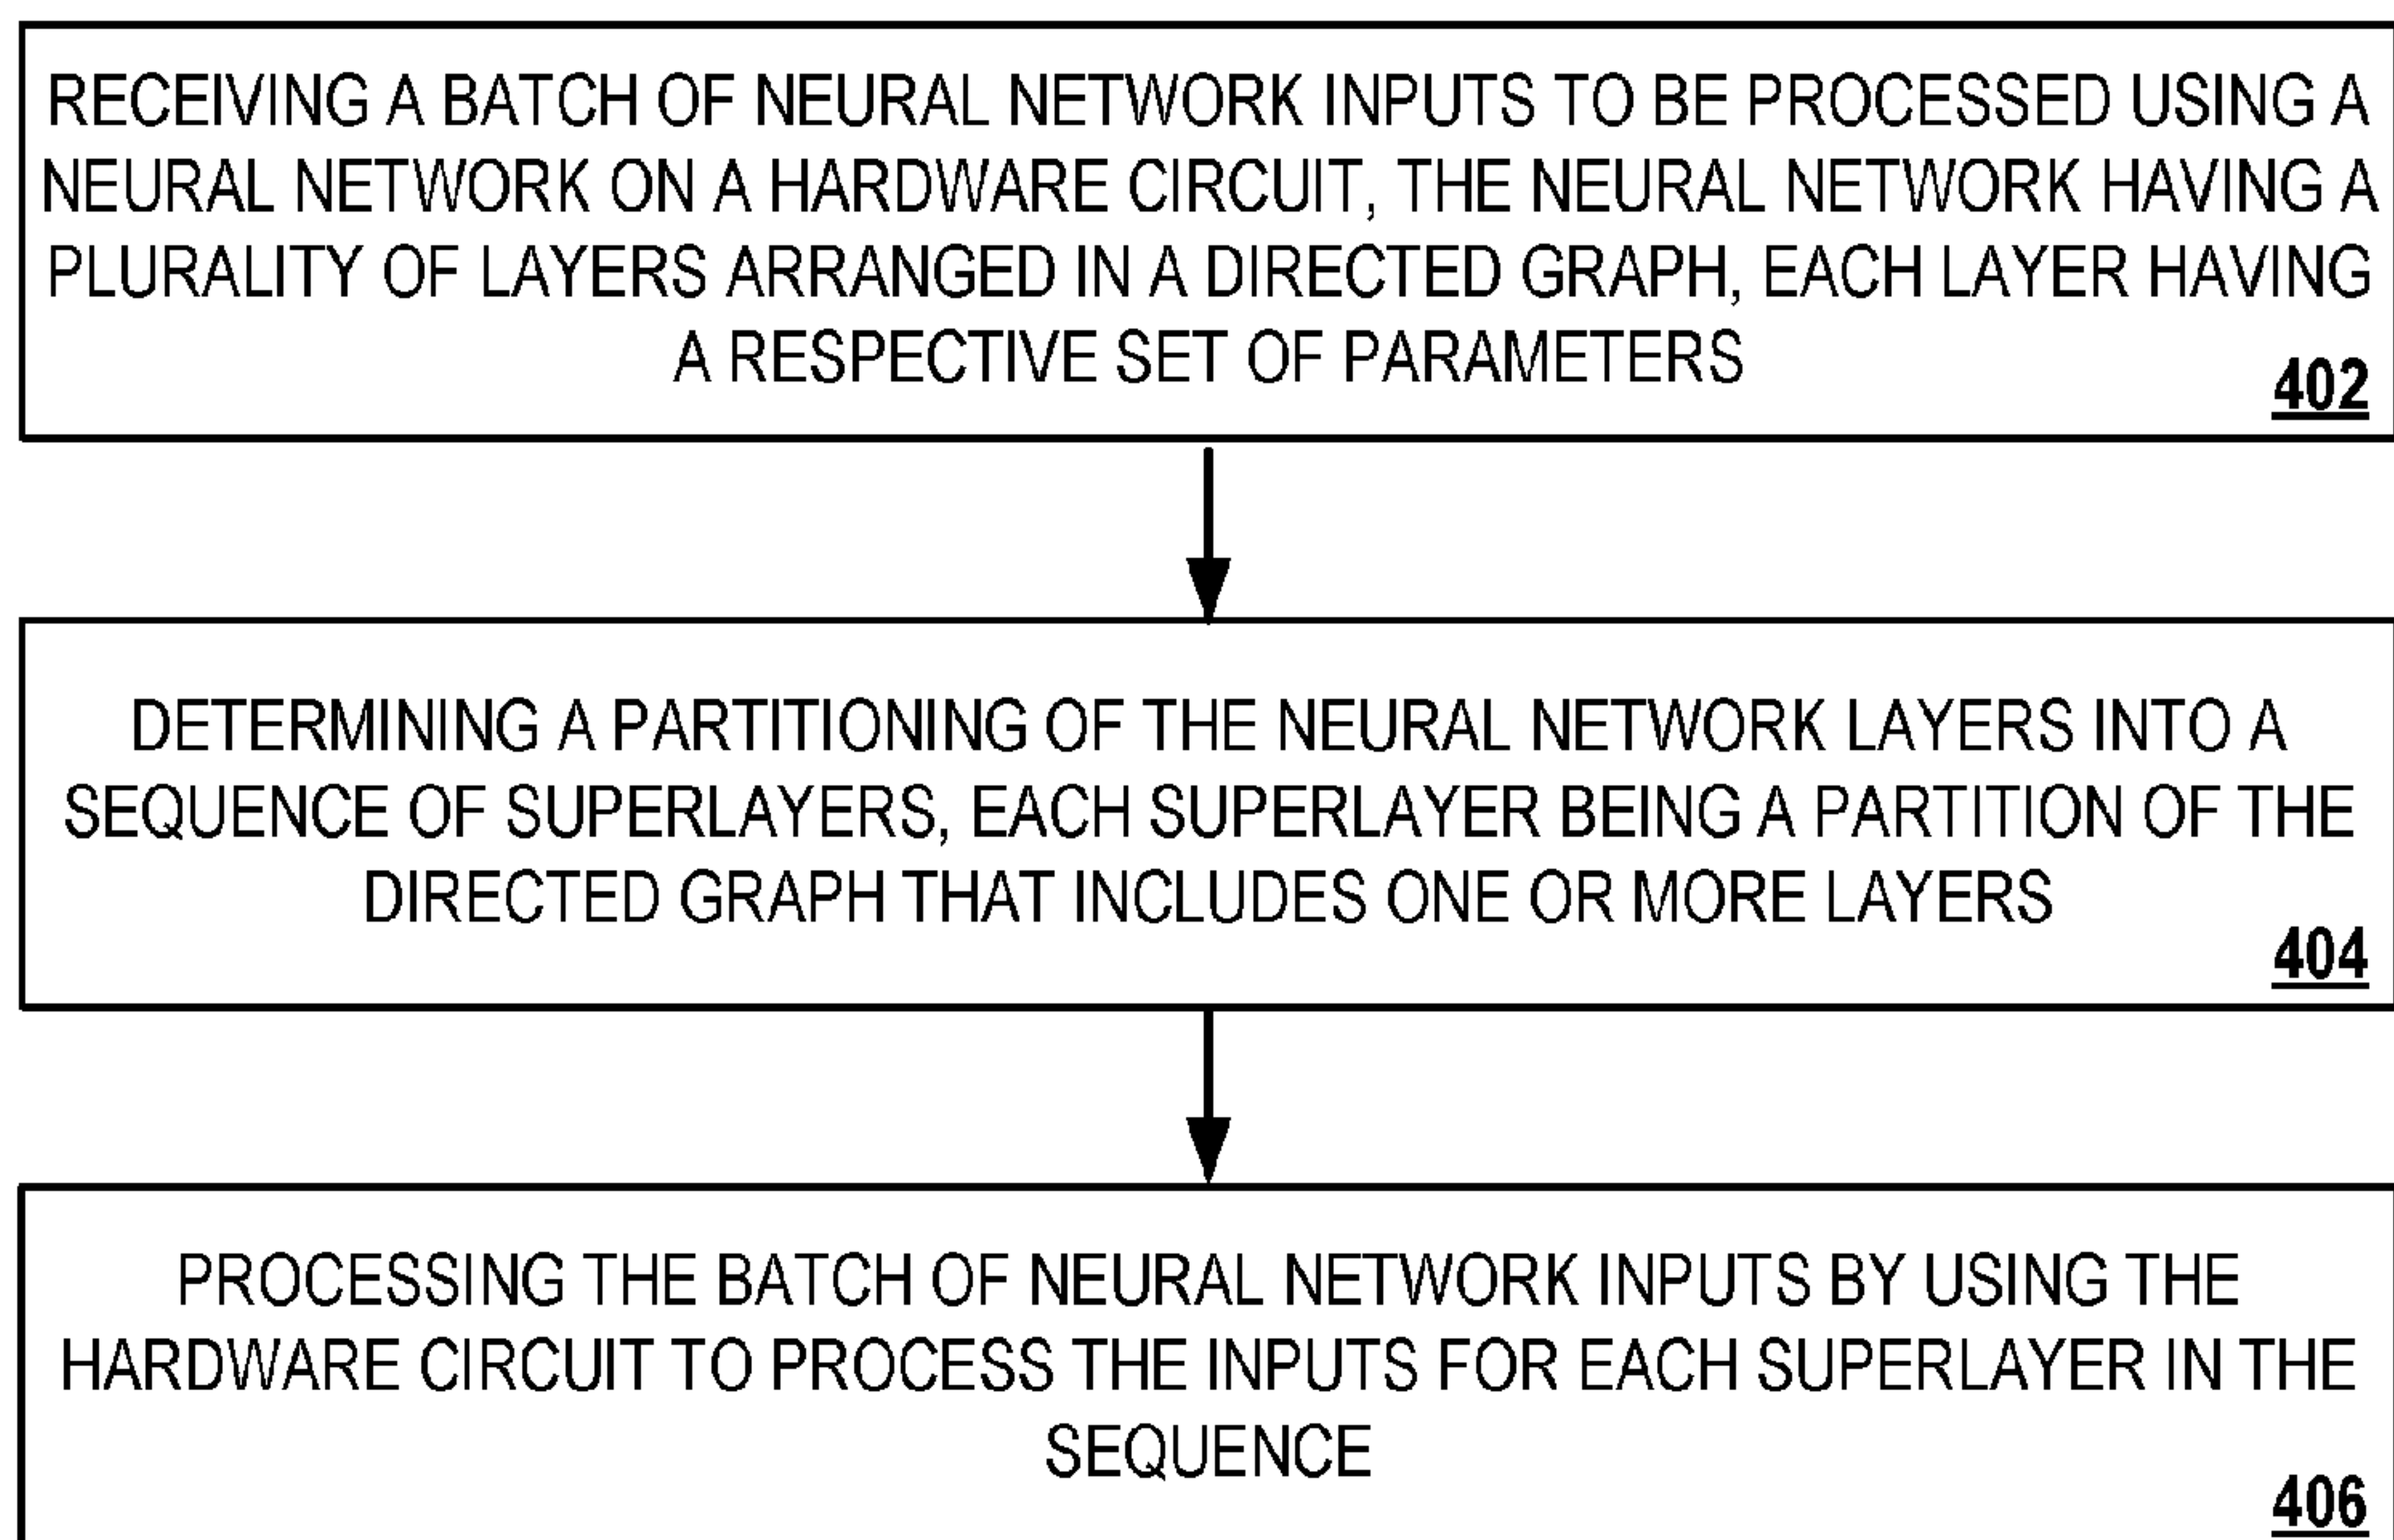 RECEIVING A BATCH OF NEURAL NETWORK INPUTS TO BE PROCESSED USING A
NEURAL NETWORK ON A HARDWARE CIRCUIT, THE NEURAL NETWORK HAVING A
PLURALITY OF LAYERS ARRANGED IN A DIRECTED GRAPH, EACH LAYER HAVING
A RESPECTIVE SET OF PARAMETERS
402
DETERMINING A PARTITIONING OF THE NEURAL NETWORK LAYERS INTO A
SEQUENCE OF SUPERLAYERS, EACH SUPERLAYER BEING A PARTITION OF THE
DIRECTED GRAPH THAT INCLUDES ONE OR MORE LAYERS
404
PROCESSING THE BATCH OF NEURAL NETWORK INPUTS BY USING THE
HARDWARE CIRCUIT TO PROCESS THE INPUTS FOR EACH SUPERLAYER IN THE
SEQUENCE
406